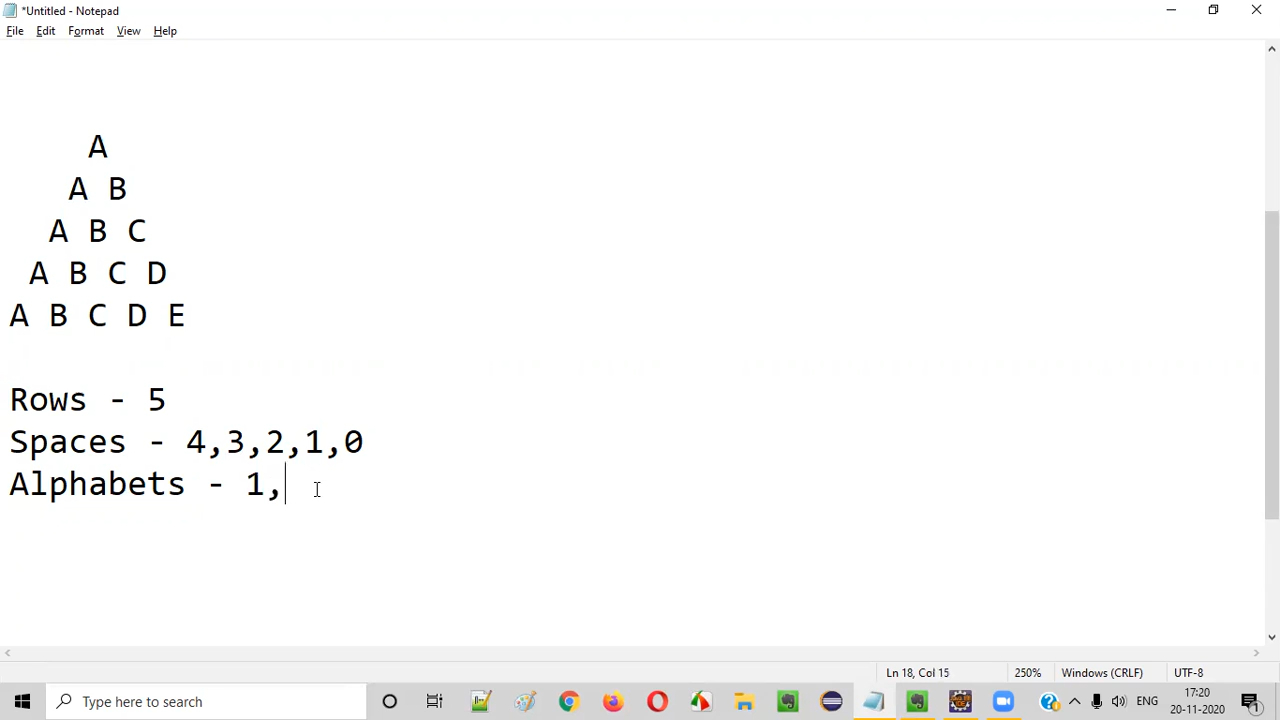 *Untitled - Notepad
File Edit Format View Help
A
A B
A B C
A B C D
A B C D E
Rows - 5
Spaces - 4,3,2,1,0
Alphabets - 1,
Ln 18, Col 15 250% Windows (CRLF) UTF-8
Type here to search
ENG
17:20
20-11-2020
1